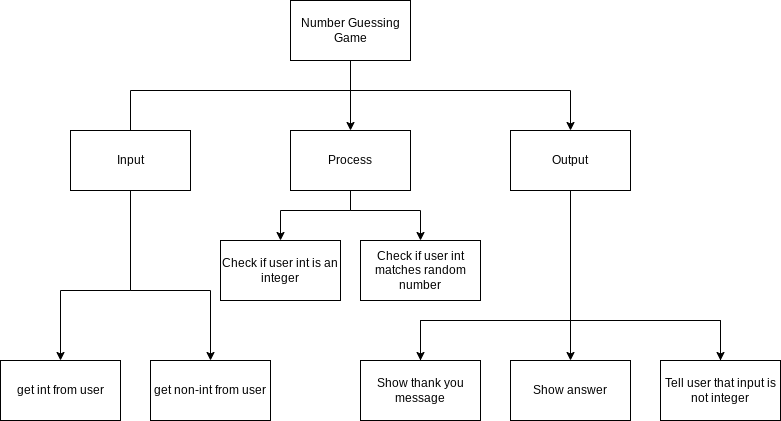 Number Guessing
Game
Input
Process
Output
Check if user int is an
integer
Check if user int
matches random
number
get int from user
get non-int from user
Show thank you
message
Show answer
Tell user that input is
not integer